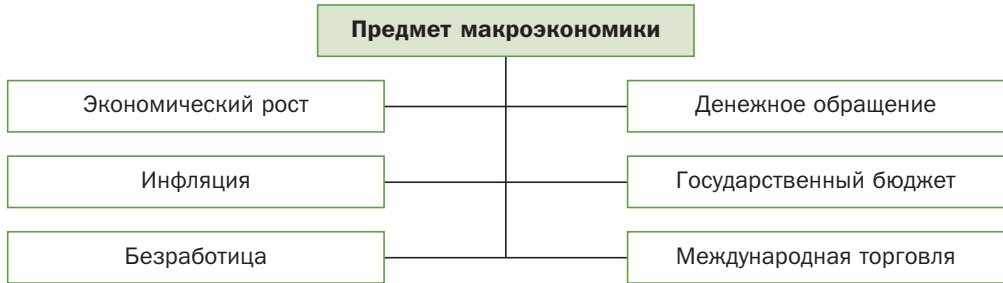 Предмет макроэкономики
Экономический рост
Денежное обращение
Инфляция
Государственный бюджет
Безработица
Международная торговля